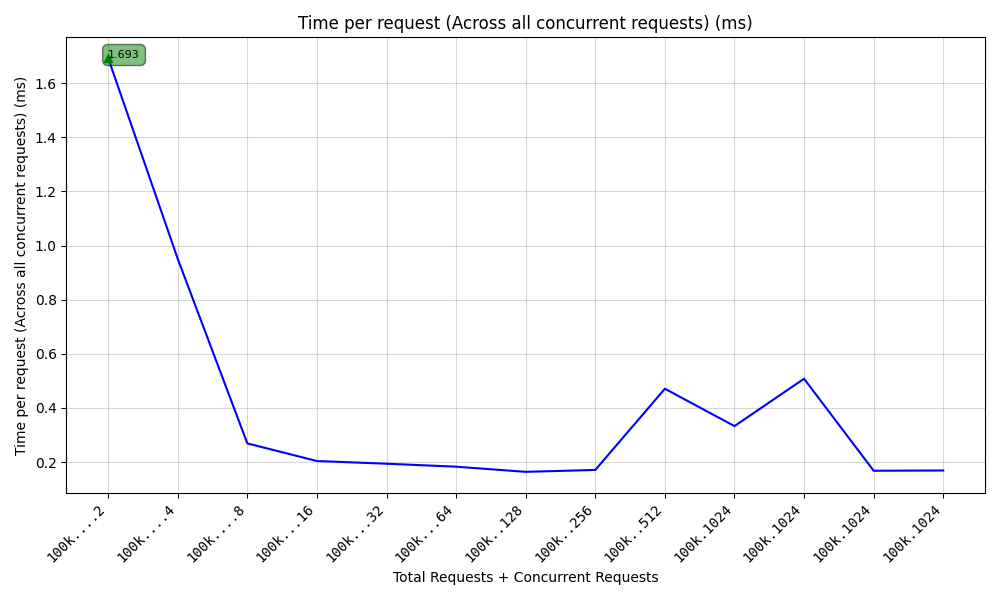 Time per request (Across all concurrent requests) (ms)
1.693
Time per request (Across all concurrent requests) (ms)
1.6
1.4
1.2
1.0
0.8
0.6
0.4
0.2
100k....2
100k....4
100k....8
100k...16
100k...32
100k...64
100k..128
100k..256
100k..512
100k.1024
100k.1024
100k.1024
100k.1024
Total Requests + Concurrent Requests